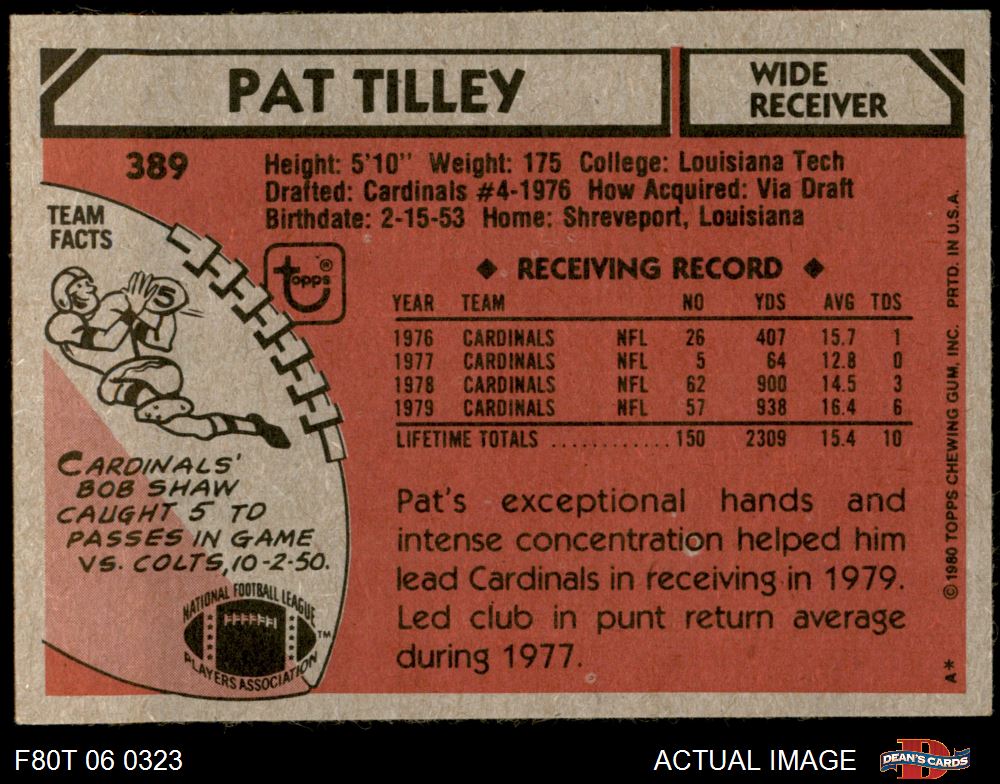 PAT TILLEY
WIDE
RECEIVER
389
Height: 5'10'' Weight: 175 College: Louisiana Tech
Drafted: Cardinals #4-1976 How Acquired: Via Draft
Birthdate: 2-15-53 Home: Shreveport, Louisiana
TEAM
FACTS
5
topps®
◆ RECEIVING RECORD ◆
YEAR TEAM NO YDS AVG TDS
1976 CARDINALS NFL 26 407 15.7 1
1977 CARDINALS NFL 5 64 12.8 0
1978 CARDINALS NFL 62 900 14.5 3
1979 CARDINALS NFL 57 938 16.4 6
LIFETIME TOTALS ............ 150 2309 15.4 10
CARDINALS'
BOB SHAW
CAUGHT 5 TD
PASSES IN GAME
VS. COLTS, 10-2-50.
NATIONAL FOOTBALL LEAGUE
PLAYERS ASSOCIATION
TM
Pat's exceptional hands and
intense concentration helped him
lead Cardinals in receiving in 1979.
Led club in punt return average
during 1977.
A* ©1980 TOPPS CHEWING GUM, INC. PRTD. IN U.S.A.
F80T 06 0323
ACTUAL IMAGE
D
DEAN'S CARDS